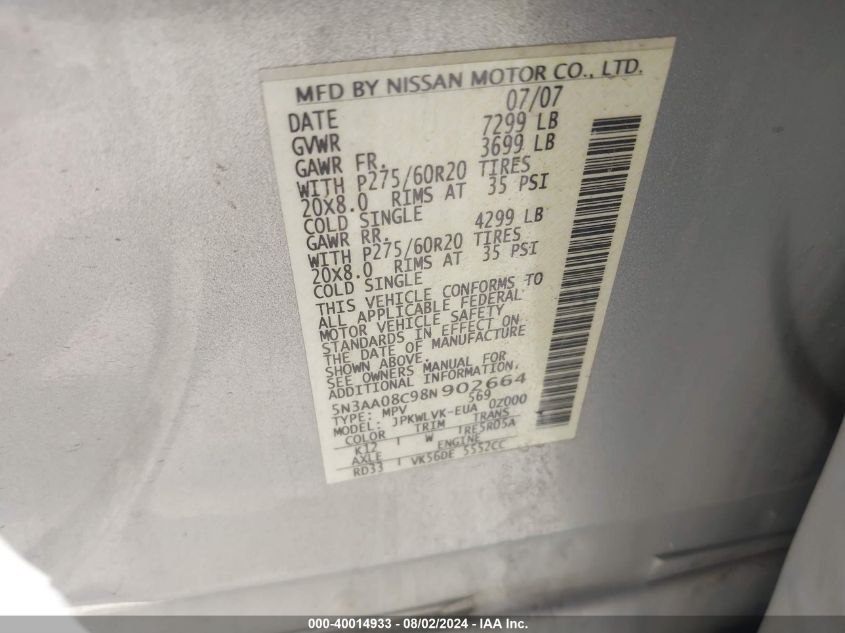 MFD BY NISSAN MOTOR CO., LTD.
DATE 07/07
GVWR 7299 LB
GAWR FR. 3699 LB
WITH P275/60R20 TIRES
20X8.0 RIMS AT 35 PSI
COLD SINGLE
GAWR RR. 4299 LB
WITH P275/60R20 TIRES
20X8.0 RIMS AT 35 PSI
COLD SINGLE
THIS VEHICLE CONFORMS TO
ALL APPLICABLE FEDERAL
MOTOR VEHICLE SAFETY
STANDARDS IN EFFECT ON
THE DATE OF MANUFACTURE
SHOWN ABOVE.
SEE OWNERS MANUAL FOR
ADDITIONAL INFORMATION.
5N3AA08C98N902664
TYPE: MPV 569
MODEL: JPKWLVK-EUA 0Z000
COLOR TRIM TRANS
K12 W TRE5R05A
AXLE ENGINE
RD33 VK56DE 5552CC
000-40014933 - 08/02/2024 - IAA Inc.